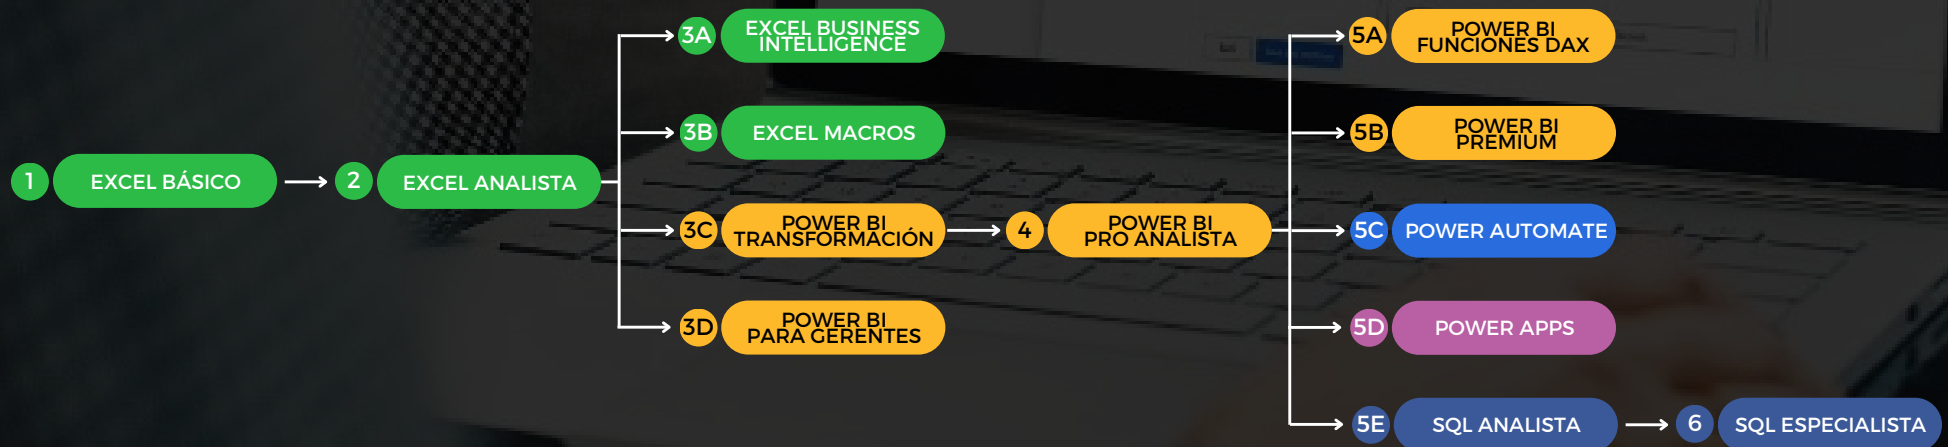 1
EXCEL BÁSICO
2
EXCEL ANALISTA
3A
EXCEL BUSINESS
INTELLIGENCE
3B
EXCEL MACROS
3C
POWER BI
TRANSFORMACIÓN
3D
POWER BI
PARA GERENTES
4
POWER BI
PRO ANALISTA
5A
POWER BI
FUNCIONES DAX
5B
POWER BI
PREMIUM
5C
POWER AUTOMATE
5D
POWER APPS
5E
SQL ANALISTA
6
SQL ESPECIALISTA